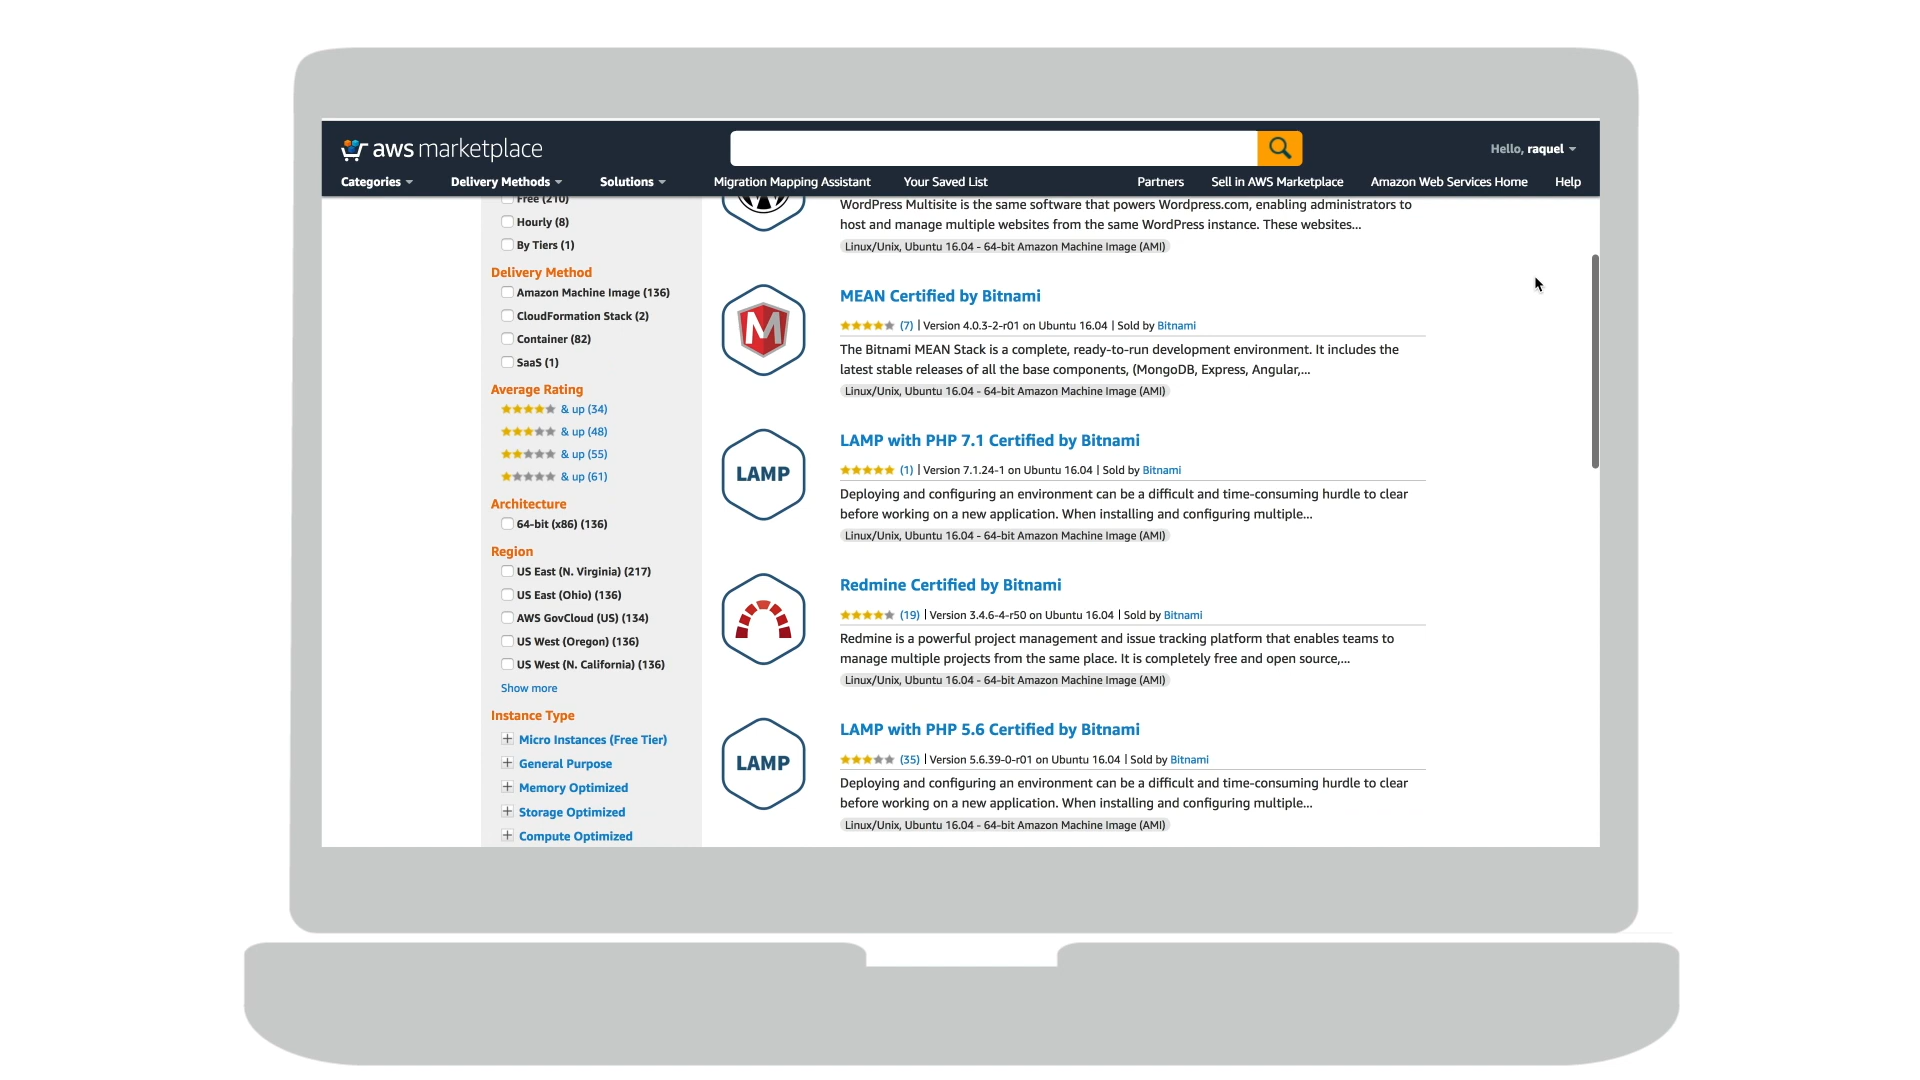 aws marketplace
Hello, raquel
Categories Delivery Methods Solutions Migration Mapping Assistant Your Saved List Partners Sell in AWS Marketplace Amazon Web Services Home Help
Free (210)
Hourly (8)
By Tiers (1)
Delivery Method
Amazon Machine Image (136)
CloudFormation Stack (2)
Container (82)
SaaS (1)
Average Rating
& up (34)
& up (48)
& up (55)
& up (61)
Architecture
64-bit (x86) (136)
Region
US East (N. Virginia) (217)
US East (Ohio) (136)
AWS GovCloud (US) (134)
US West (Oregon) (136)
US West (N. California) (136)
Show more
Instance Type
Micro Instances (Free Tier)
General Purpose
Memory Optimized
Storage Optimized
Compute Optimized
WordPress Multisite is the same software that powers Wordpress.com, enabling administrators to
host and manage multiple websites from the same WordPress instance. These websites...
Linux/Unix, Ubuntu 16.04 - 64-bit Amazon Machine Image (AMI)
MEAN Certified by Bitnami
(7) | Version 4.0.3-2-r01 on Ubuntu 16.04 | Sold by Bitnami
The Bitnami MEAN Stack is a complete, ready-to-run development environment. It includes the
latest stable releases of all the base components, (MongoDB, Express, Angular,...
Linux/Unix, Ubuntu 16.04 - 64-bit Amazon Machine Image (AMI)
LAMP
LAMP with PHP 7.1 Certified by Bitnami
(1) | Version 7.1.24-1 on Ubuntu 16.04 | Sold by Bitnami
Deploying and configuring an environment can be a difficult and time-consuming hurdle to clear
before working on a new application. When installing and configuring multiple...
Linux/Unix, Ubuntu 16.04 - 64-bit Amazon Machine Image (AMI)
Redmine Certified by Bitnami
(19) | Version 3.4.6-4-r50 on Ubuntu 16.04 | Sold by Bitnami
Redmine is a powerful project management and issue tracking platform that enables teams to
manage multiple projects from the same place. It is completely free and open source,...
Linux/Unix, Ubuntu 16.04 - 64-bit Amazon Machine Image (AMI)
LAMP
LAMP with PHP 5.6 Certified by Bitnami
(35) | Version 5.6.39-0-r01 on Ubuntu 16.04 | Sold by Bitnami
Deploying and configuring an environment can be a difficult and time-consuming hurdle to clear
before working on a new application. When installing and configuring multiple...
Linux/Unix, Ubuntu 16.04 - 64-bit Amazon Machine Image (AMI)